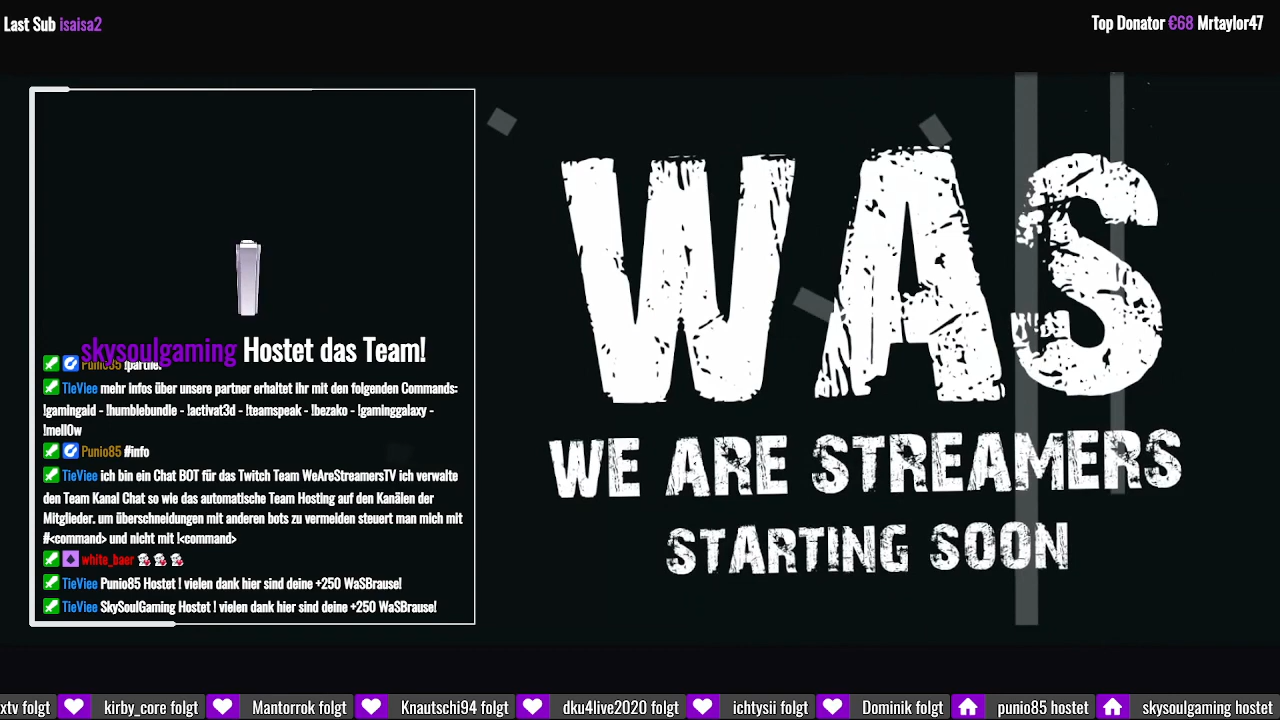 Last Sub isaisa2
Top Donator €68 Mrtaylor47
WAS
WE ARE STREAMERS
STARTING SOON
skysoulgaming Hostet das Team!
Punio85
TieViee mehr Infos über unsere partner erhaltet Ihr mit den folgenden Commands:
!gamingaid - !humblebundle - !activat3d - !teamspeak - !bezako - !gaminggalaxy -
!mell0w
Punio85 #info
TieViee ich bin ein Chat BOT für das Twitch Team WeAreStreamersTV ich verwalte
den Team Kanal Chat so wie das automatische Team Hosting auf den Kanälen der
Mitglieder. um überschneidungen mit anderen bots zu vermeiden steuert man mich mit
#<command> und nicht mit !<command>
white_baer
TieViee Punio85 Hostet ! vielen dank hier sind deine +250 WaSBrause!
TieViee SkySoulGaming Hostet ! vielen dank hier sind deine +250 WaSBrause!
xtv folgt kirby_core folgt Mantorrok folgt Knautschi94 folgt dku4live2020 folgt ichtysii folgt Dominik folgt punio85 hostet skysoulgaming hostet